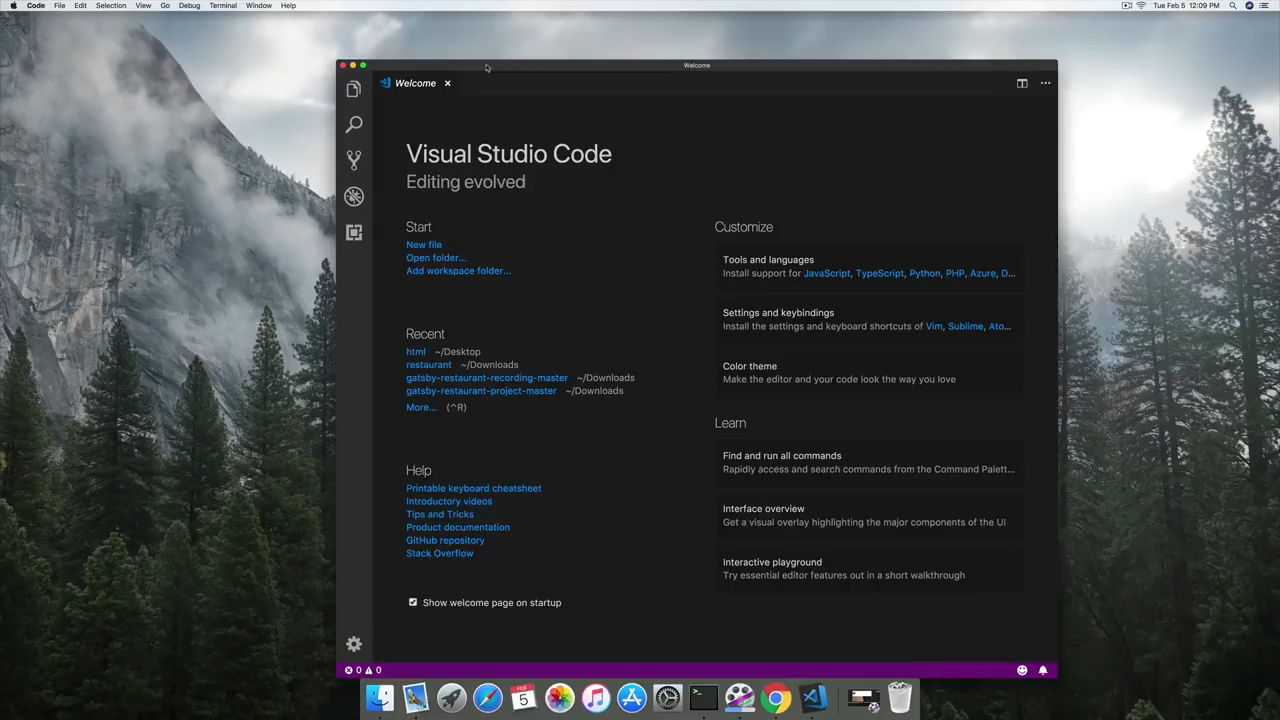 Code File Edit Selection View Go Debug Terminal Window Help Tue Feb 5 12:09 PM
Welcome
Welcome
Visual Studio Code
Editing evolved
Start
New file
Open folder...
Add workspace folder...
Recent
html ~/Desktop
restaurant ~/Downloads
gatsby-restaurant-recording-master ~/Downloads
gatsby-restaurant-project-master ~/Downloads
More... (^R)
Help
Printable keyboard cheatsheet
Introductory videos
Tips and Tricks
Product documentation
GitHub repository
Stack Overflow
Show welcome page on startup
Customize
Tools and languages
Install support for JavaScript, TypeScript, Python, PHP, Azure, D...
Settings and keybindings
Install the settings and keyboard shortcuts of Vim, Sublime, Ato...
Color theme
Make the editor and your code look the way you love
Learn
Find and run all commands
Rapidly access and search commands from the Command Palett...
Interface overview
Get a visual overlay highlighting the major components of the UI
Interactive playground
Try essential editor features out in a short walkthrough
0 0
FEB
5